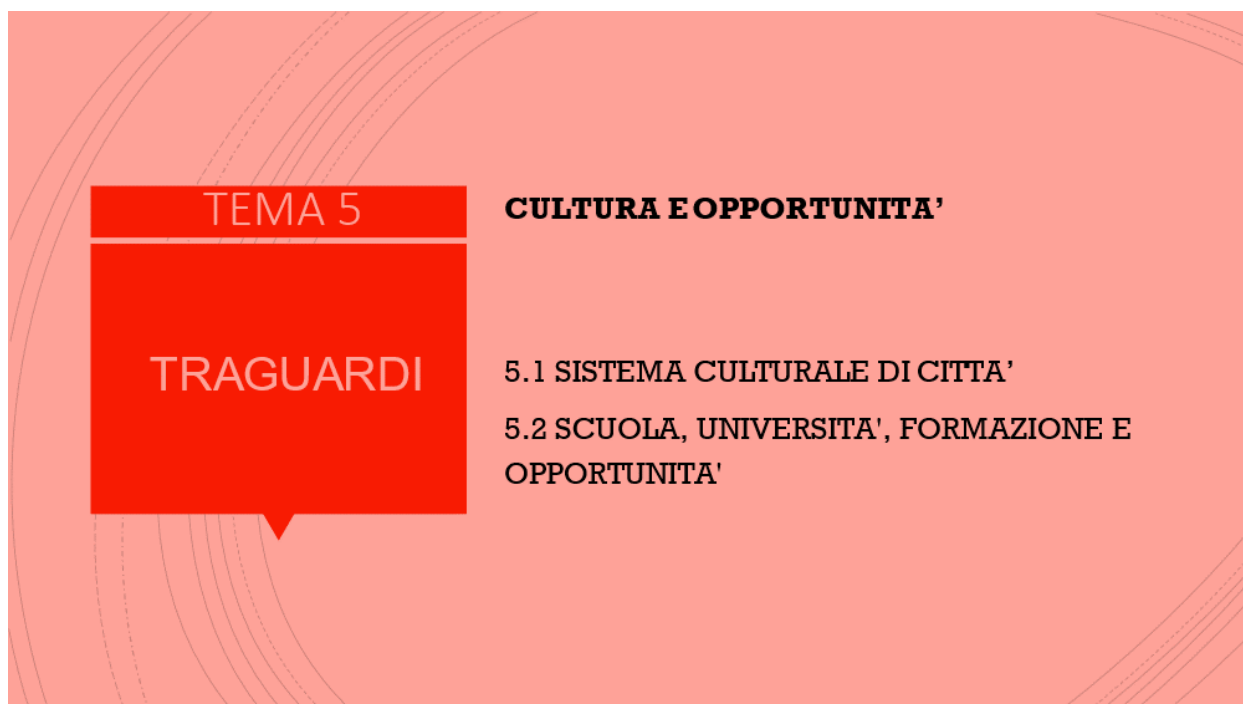 TEMA 5
CULTURA E OPPORTUNITA’
TRAGUARDI
5.1 SISTEMA CULTURALE DI CITTA’
5.2 SCUOLA, UNIVERSITA', FORMAZIONE E
OPPORTUNITA'